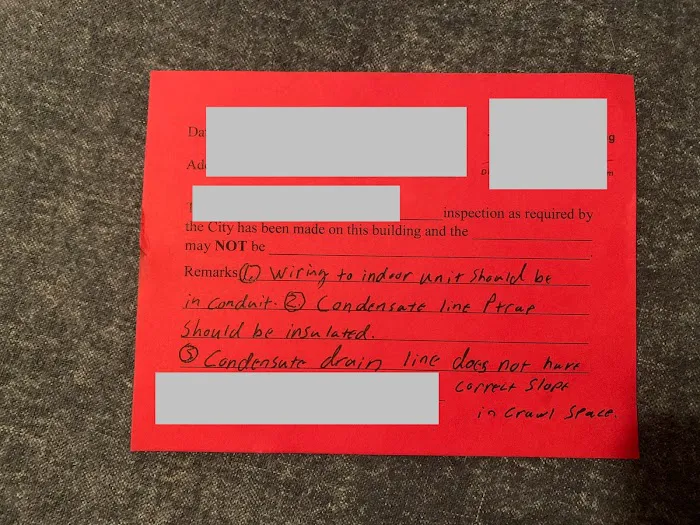 Da
Ad
g
m
inspection as required by
the City has been made on this building and the
may NOT be
Remarks ①. Wiring to indoor unit should be
in conduit. ②. Condensate line Ptrap
Should be insulated.
③ Condensate drain line does not have
correct Slope
in Crawl Space.